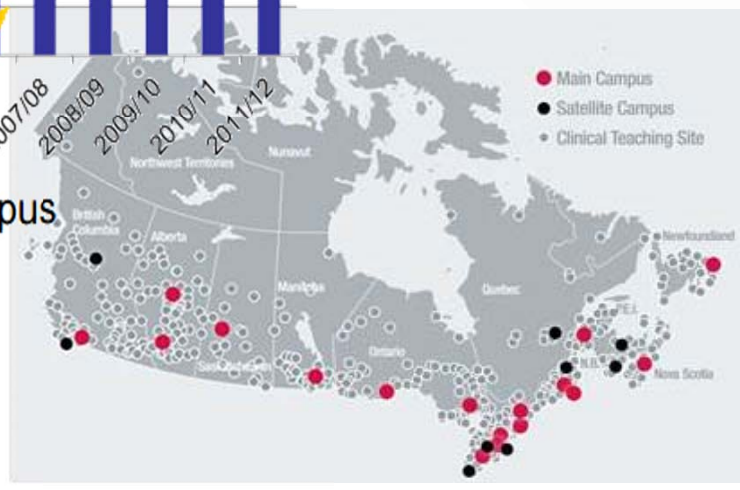 007/08
2008/09
2009/10
2010/11
2011/12
pus
Main Campus
Satellite Campus
Clinical Teaching Site
Nunavut
Northwest Territories
British
Columbia
Alberta
Newfoundland
Manitoba
Quebec
P.E.I.
Ontario
Saskatchewan
N.B.
Nova Scotia